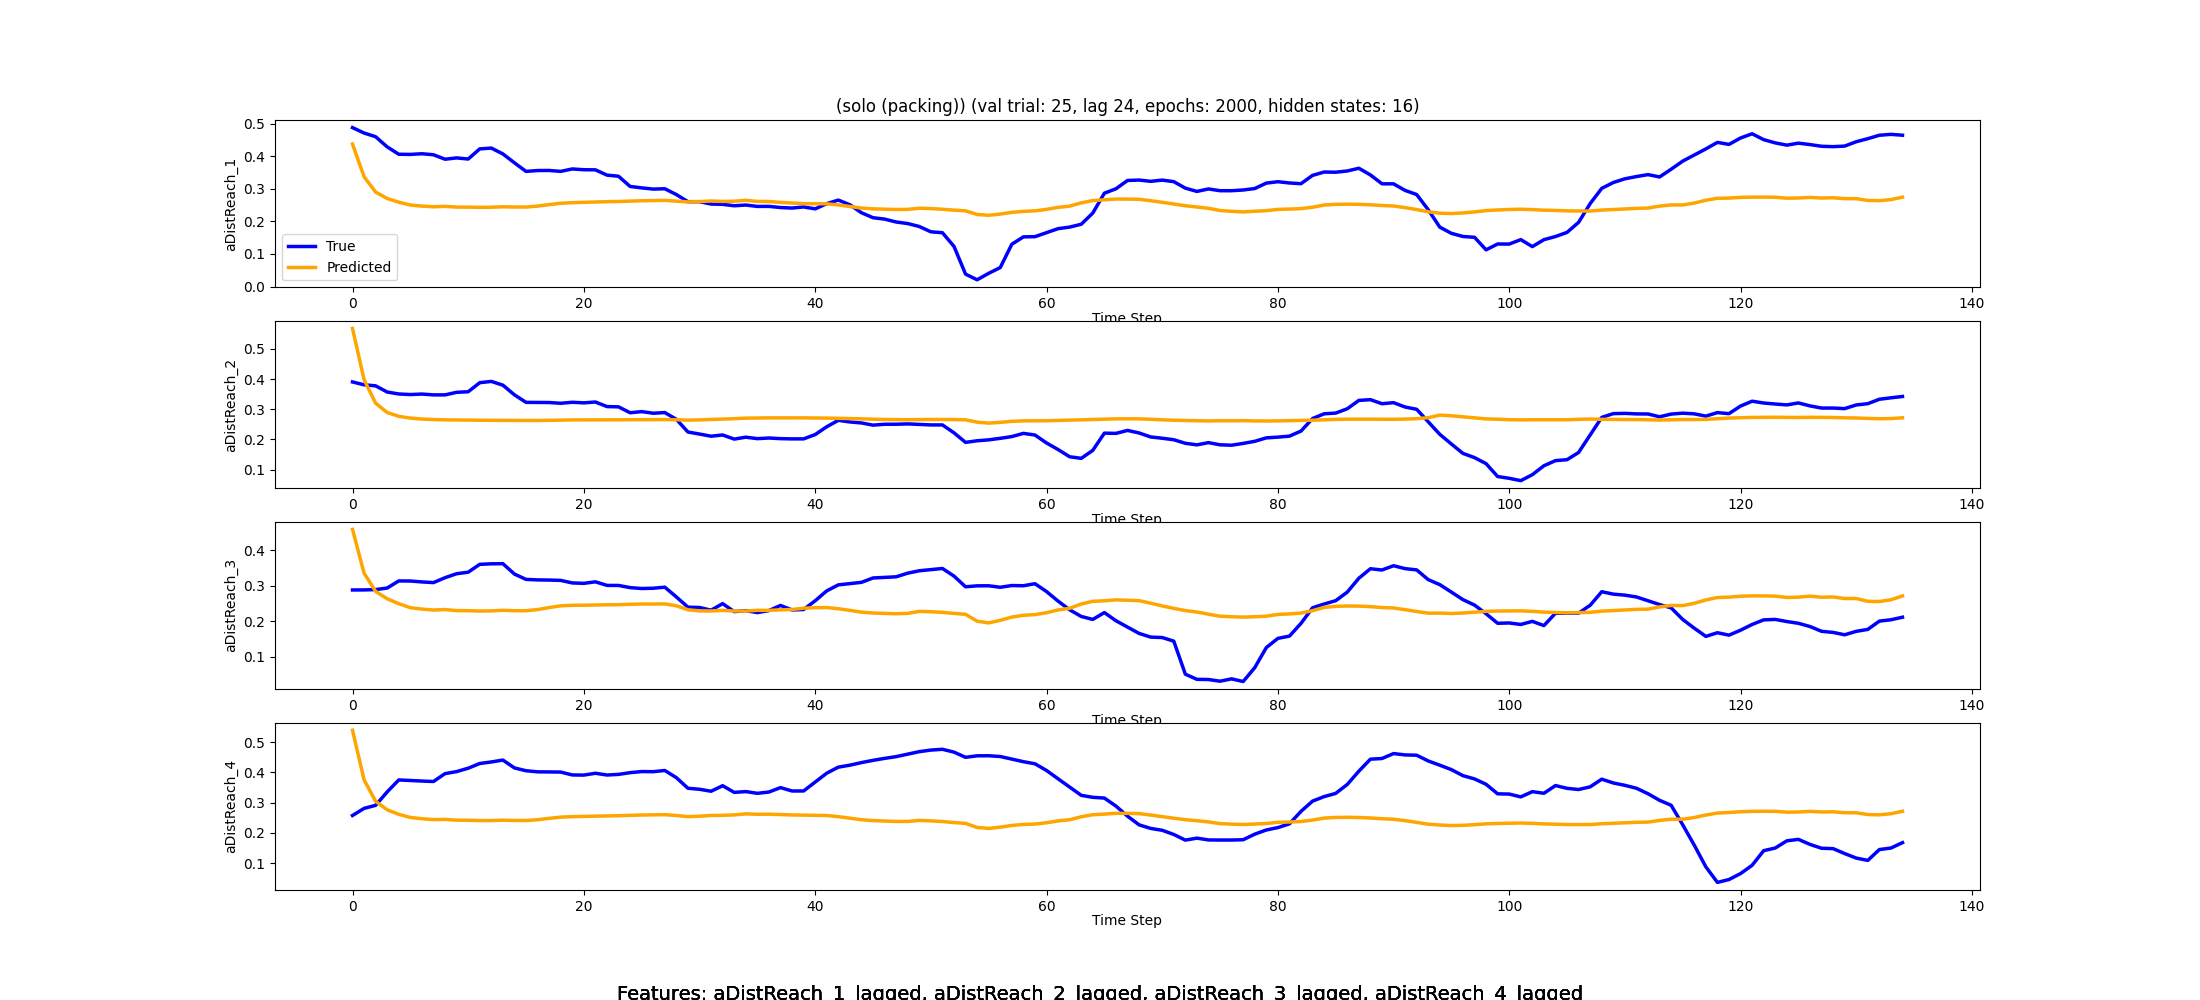 (solo (packing)) (val trial: 25, lag 24, epochs: 2000, hidden states: 16)
0.5
0.4
0.3
0.2
0.1
0.0
aDistReach_1
True
Predicted
0 20 40 60 80 100 120 140
Time Step
0.5
0.4
0.3
0.2
0.1
aDistReach_2
0 20 40 60 80 100 120 140
Time Step
0.4
0.3
0.2
0.1
aDistReach_3
0 20 40 60 80 100 120 140
Time Step
0.5
0.4
0.3
0.2
0.1
aDistReach_4
0 20 40 60 80 100 120 140
Time Step
Features: aDistReach_1_lagged, aDistReach_2_lagged, aDistReach_3_lagged, aDistReach_4_lagged